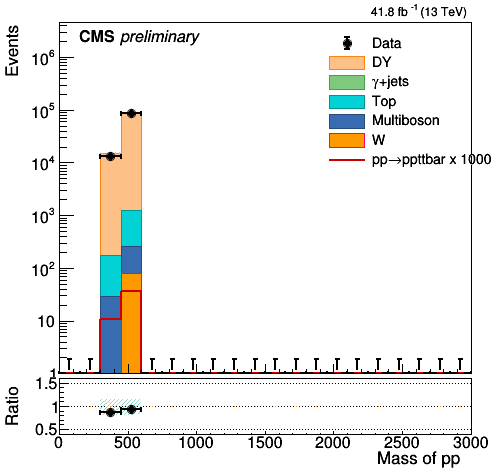 41.8 fb⁻¹ (13 TeV)
CMS preliminary
Events
10⁶
10⁵
10⁴
10³
10²
10
1
Data
DY
γ+jets
Top
Multiboson
W
pp→ppttbar x 1000
Ratio
1.5
1
0.5
0 500 1000 1500 2000 2500 3000
Mass of pp